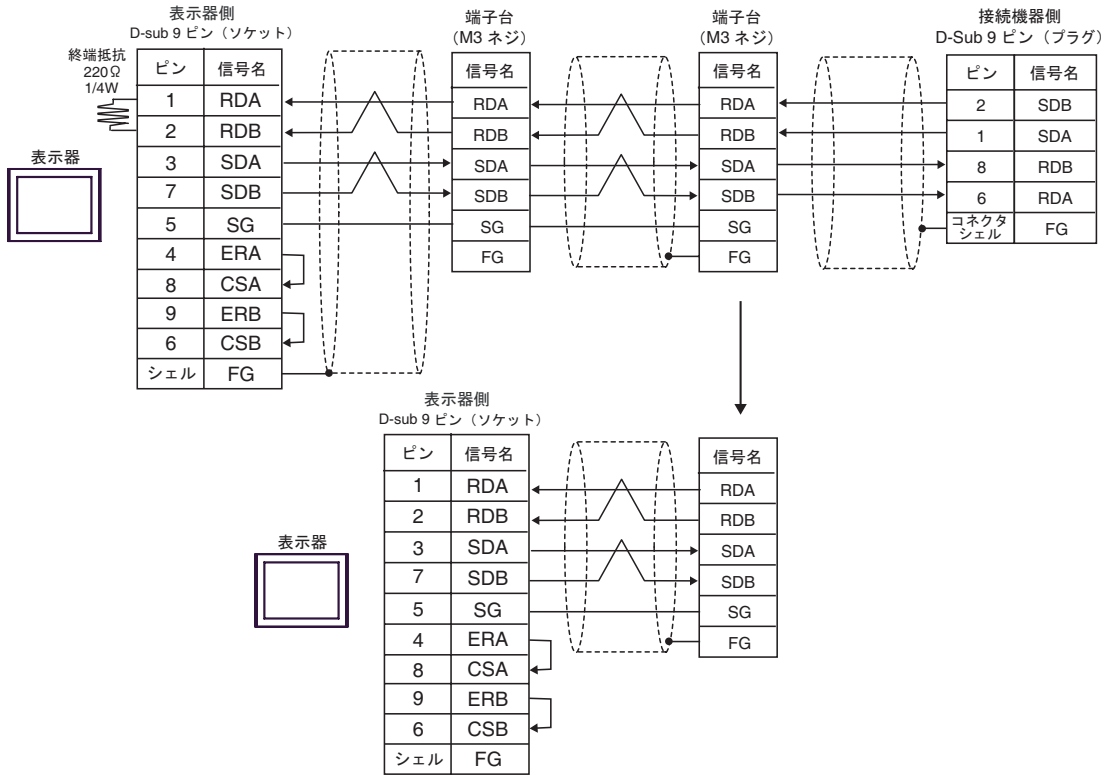 表示器側
D-sub 9 ピン（ソケット）
終端抵抗
220Ω
1/4W
ピン 信号名
1 RDA
2 RDB
3 SDA
7 SDB
5 SG
4 ERA
8 CSA
9 ERB
6 CSB
シェル FG
表示器
端子台
（M3 ネジ）
信号名
RDA
RDB
SDA
SDB
SG
FG
端子台
（M3 ネジ）
信号名
RDA
RDB
SDA
SDB
SG
FG
接続機器側
D-Sub 9 ピン（プラグ）
ピン 信号名
2 SDB
1 SDA
8 RDB
6 RDA
コネクタ
シェル FG
表示器側
D-sub 9 ピン（ソケット）
ピン 信号名
1 RDA
2 RDB
3 SDA
7 SDB
5 SG
4 ERA
8 CSA
9 ERB
6 CSB
シェル FG
表示器
信号名
RDA
RDB
SDA
SDB
SG
FG